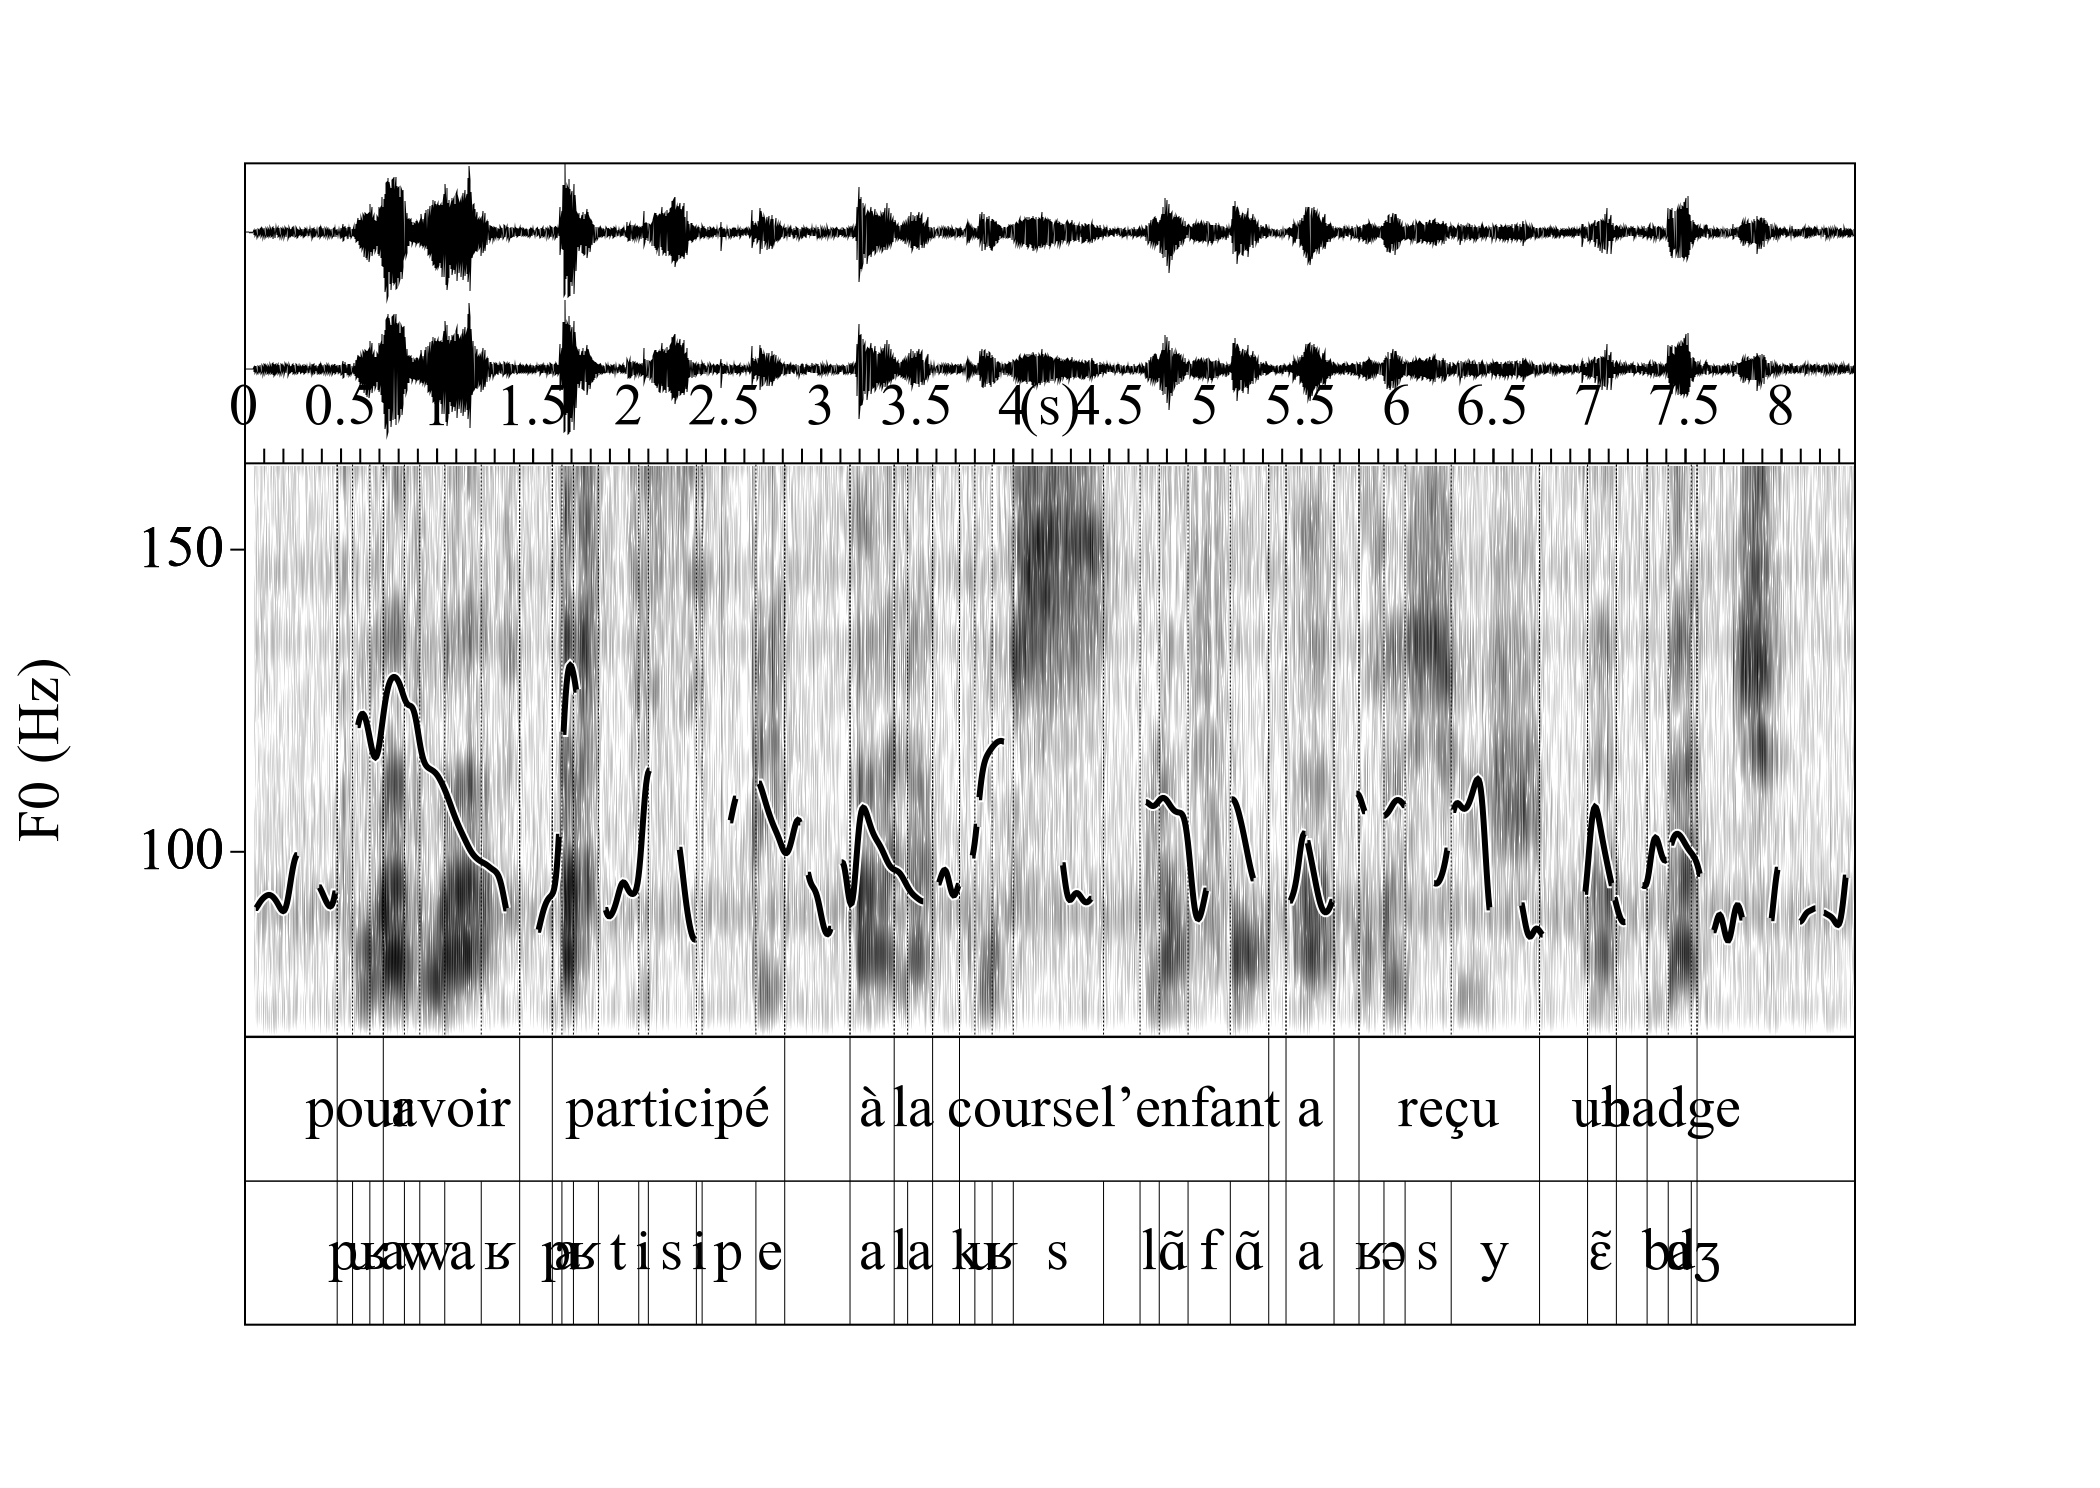 0 0.5 1 1.5 2 2.5 3 3.5 4 (s) 4.5 5 5.5 6 6.5 7 7.5 8
150
100
F0 (Hz)
pour avoir participé à la course l’enfant a reçu un badge
p u ʁ a v w a ʁ p a ʁ t i s i p e a l a k u ʁ s l ɑ̃ f ɑ̃ a ʁ ə s y ɛ̃ b a d ʒ